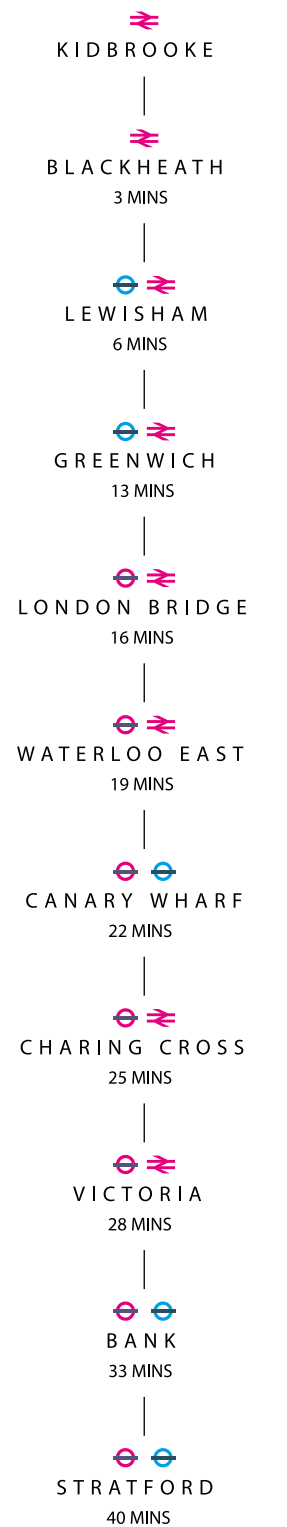 KIDBROOKE
BLACKHEATH
3 MINS
LEWISHAM
6 MINS
GREENWICH
13 MINS
LONDON BRIDGE
16 MINS
WATERLOO EAST
19 MINS
CANARY WHARF
22 MINS
CHARING CROSS
25 MINS
VICTORIA
28 MINS
BANK
33 MINS
STRATFORD
40 MINS